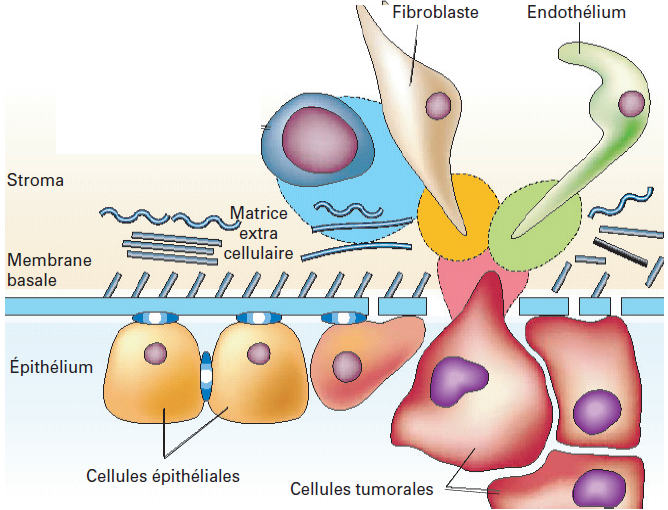 Fibroblaste
Endothélium
Stroma
Matrice
extra
cellulaire
Membrane
basale
Épithélium
Cellules épithéliales
Cellules tumorales